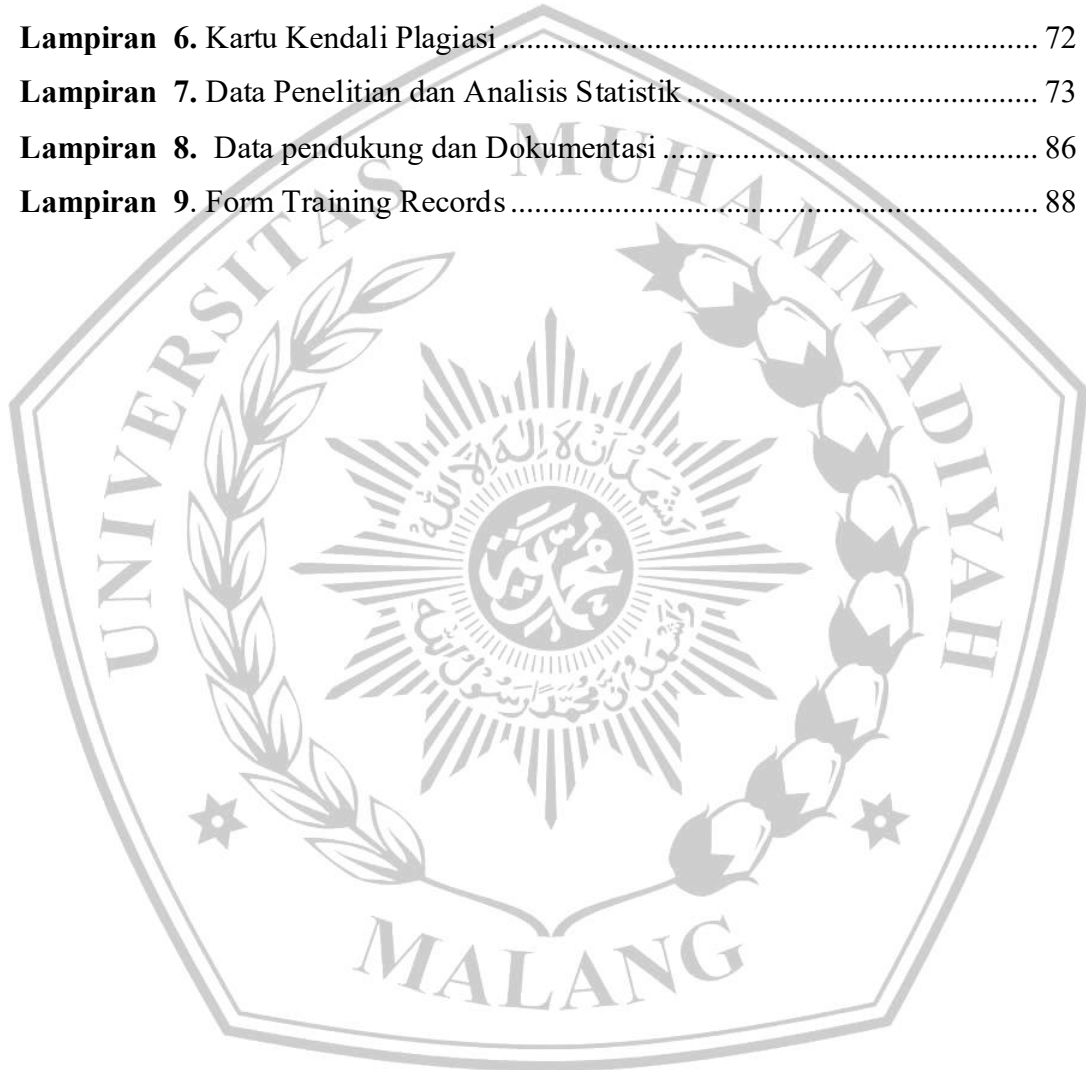 Lampiran 6. Kartu Kendali Plagiasi ................................................................... 72
Lampiran 7. Data Penelitian dan Analisis Statistik ............................................ 73
Lampiran 8. Data pendukung dan Dokumentasi ............................................... 86
Lampiran 9. Form Training Records .................................................................. 88
UNIVERSITAS MUHAMMADIYAH
MALANG